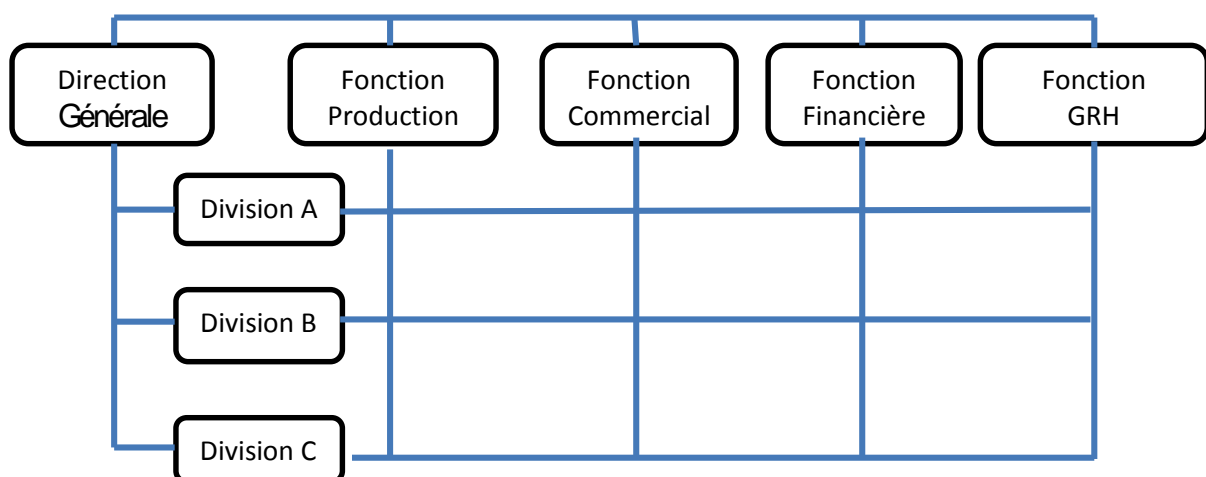 Direction
Générale
Fonction
Production
Fonction
Commercial
Fonction
Financière
Fonction
GRH
Division A
Division B
Division C